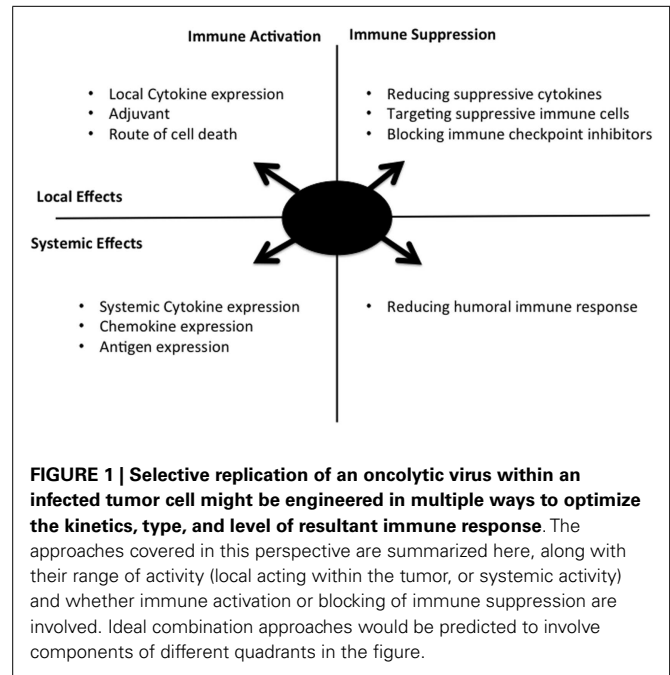 Immune Activation
Immune Suppression
• Local Cytokine expression
• Adjuvant
• Route of cell death
• Reducing suppressive cytokines
• Targeting suppressive immune cells
• Blocking immune checkpoint inhibitors
Local Effects
Systemic Effects
• Systemic Cytokine expression
• Chemokine expression
• Antigen expression
• Reducing humoral immune response
FIGURE 1 | Selective replication of an oncolytic virus within an
infected tumor cell might be engineered in multiple ways to optimize
the kinetics, type, and level of resultant immune response. The
approaches covered in this perspective are summarized here, along with
their range of activity (local acting within the tumor, or systemic activity)
and whether immune activation or blocking of immune suppression are
involved. Ideal combination approaches would be predicted to involve
components of different quadrants in the figure.